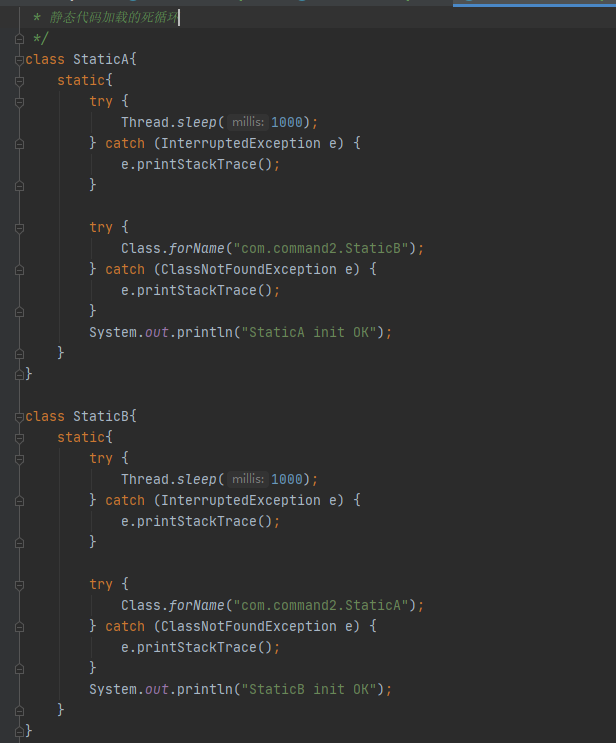 * 静态代码加载的死循环
*/
class StaticA{
static{
try {
Thread.sleep( millis: 1000);
} catch (InterruptedException e) {
e.printStackTrace();
}
try {
Class.forName("com.command2.StaticB");
} catch (ClassNotFoundException e) {
e.printStackTrace();
}
System.out.println("StaticA init OK");
}
}
class StaticB{
static{
try {
Thread.sleep( millis: 1000);
} catch (InterruptedException e) {
e.printStackTrace();
}
try {
Class.forName("com.command2.StaticA");
} catch (ClassNotFoundException e) {
e.printStackTrace();
}
System.out.println("StaticB init OK");
}
}